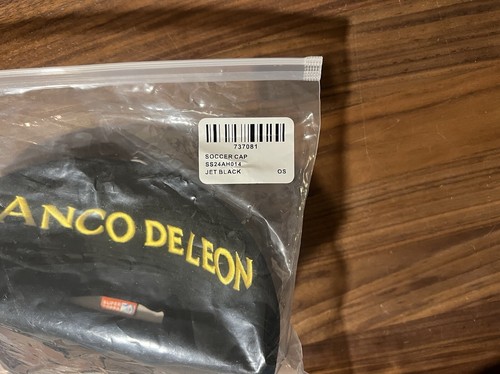 737081
SOCCER CAP
SS24AH014
JET BLACK OS
ANCO DE LEON